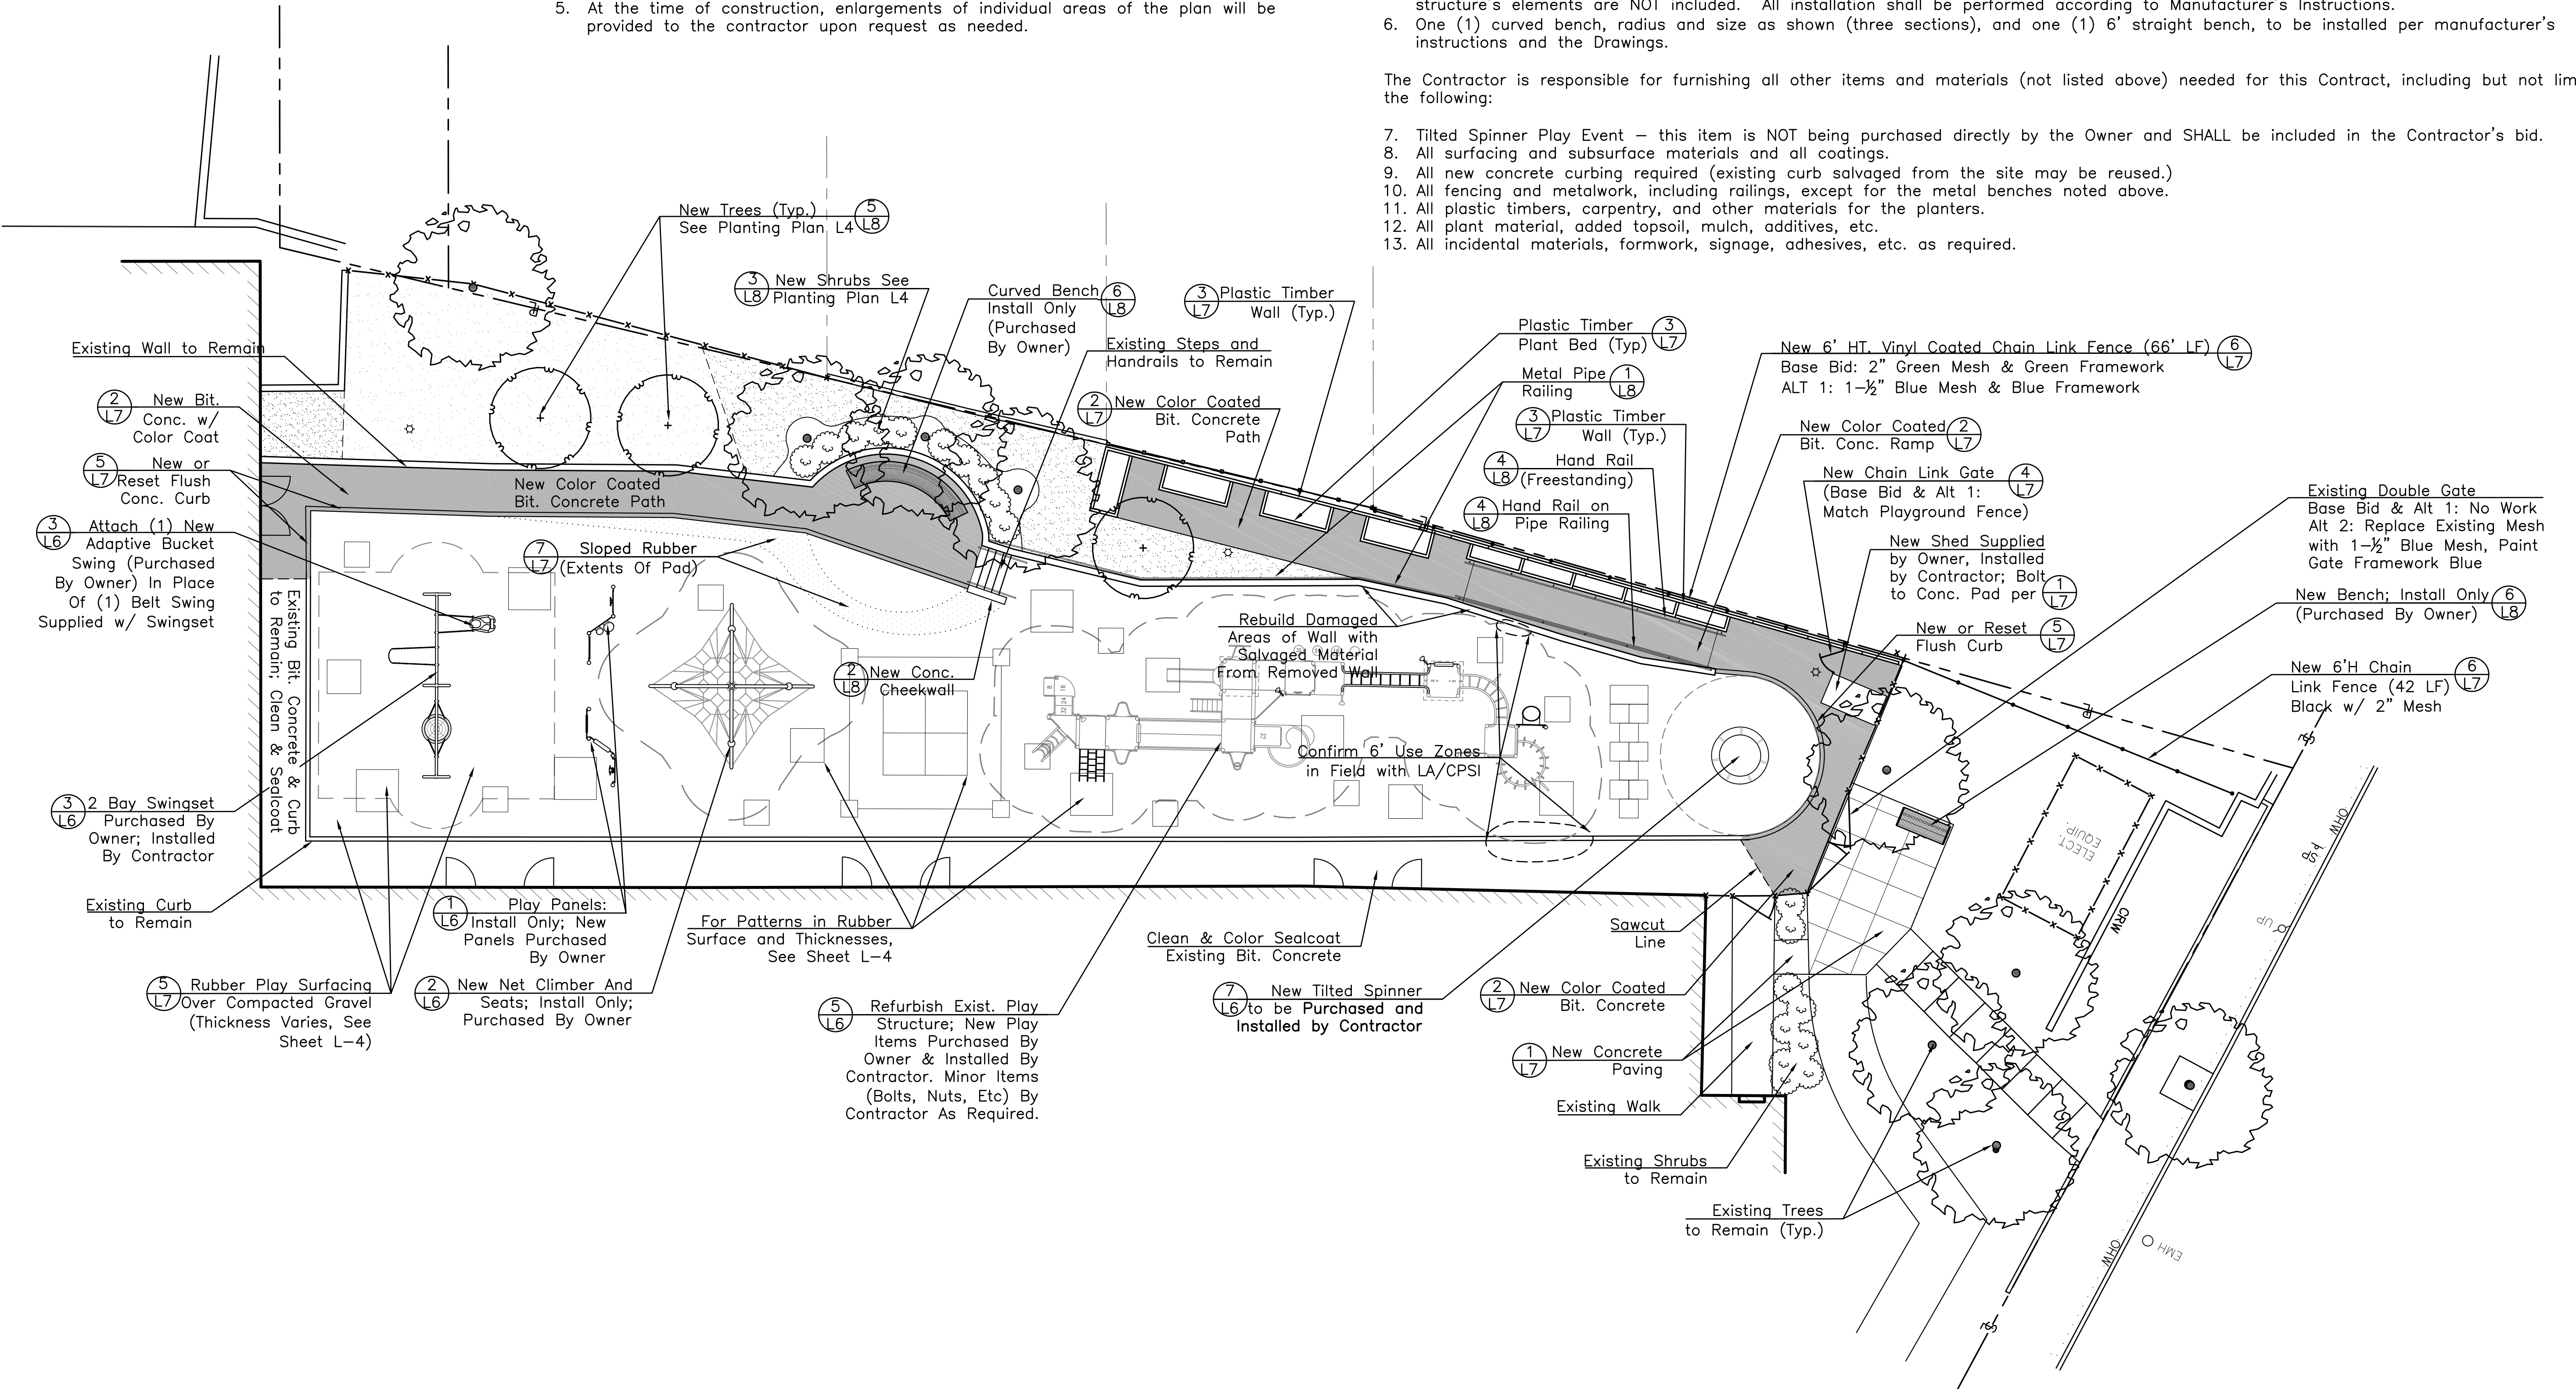 5. At the time of construction, enlargements of individual areas of the plan will be
provided to the contractor upon request as needed.
structure's elements are NOT included. All installation shall be performed according to Manufacturer's Instructions.
6. One (1) curved bench, radius and size as shown (three sections), and one (1) 6' straight bench, to be installed per manufacturer's
instructions and the Drawings.
The Contractor is responsible for furnishing all other items and materials (not listed above) needed for this Contract, including but not lim
the following:
7. Tilted Spinner Play Event – this item is NOT being purchased directly by the Owner and SHALL be included in the Contractor's bid.
8. All surfacing and subsurface materials and all coatings.
9. All new concrete curbing required (existing curb salvaged from the site may be reused.)
10. All fencing and metalwork, including railings, except for the metal benches noted above.
11. All plastic timbers, carpentry, and other materials for the planters.
12. All plant material, added topsoil, mulch, additives, etc.
13. All incidental materials, formwork, signage, adhesives, etc. as required.
New Trees (Typ.)
See Planting Plan L4
5
L8
3
L8
New Shrubs See
Planting Plan L4
Curved Bench
Install Only
(Purchased
By Owner)
6
L8
3
L7
Plastic Timber
Wall (Typ.)
Existing Steps and
Handrails to Remain
2
L7
New Color Coated
Bit. Concrete
Path
Plastic Timber
Plant Bed (Typ)
3
L7
Metal Pipe
Railing
1
L8
3
L7
Plastic Timber
Wall (Typ.)
4
L8
Hand Rail
(Freestanding)
4
L8
Hand Rail on
Pipe Railing
New 6' HT. Vinyl Coated Chain Link Fence (66' LF)
Base Bid: 2" Green Mesh & Green Framework
ALT 1: 1-½" Blue Mesh & Blue Framework
6
L7
New Color Coated
Bit. Conc. Ramp
2
L7
New Chain Link Gate
(Base Bid & Alt 1:
Match Playground Fence)
4
L7
New Shed Supplied
by Owner, Installed
by Contractor; Bolt
to Conc. Pad per
1
L7
New or Reset
Flush Curb
5
L7
Existing Double Gate
Base Bid & Alt 1: No Work
Alt 2: Replace Existing Mesh
with 1-½" Blue Mesh, Paint
Gate Framework Blue
New Bench; Install Only
(Purchased By Owner)
6
L8
New 6'H Chain
Link Fence (42 LF)
Black w/ 2" Mesh
6
L7
Existing Wall to Remain
2
L7
New Bit.
Conc. w/
Color Coat
5
L7
New or
Reset Flush
Conc. Curb
3
L6
Attach (1) New
Adaptive Bucket
Swing (Purchased
By Owner) In Place
Of (1) Belt Swing
Supplied w/ Swingset
New Color Coated
Bit. Concrete Path
7
L7
Sloped Rubber
(Extents Of Pad)
2
L8
New Conc.
Cheekwall
Rebuild Damaged
Areas of Wall with
Salvaged Material
From Removed Wall
Confirm 6' Use Zones
in Field with LA/CPSI
72
Existing Bit. Concrete & Curb
to Remain; Clean & Sealcoat
3
L6
2 Bay Swingset
Purchased By
Owner; Installed
By Contractor
Existing Curb
to Remain
5
L7
Rubber Play Surfacing
Over Compacted Gravel
(Thickness Varies, See
Sheet L-4)
1
L6
Play Panels:
Install Only; New
Panels Purchased
By Owner
2
L6
New Net Climber And
Seats; Install Only;
Purchased By Owner
For Patterns in Rubber
Surface and Thicknesses,
See Sheet L-4
5
L6
Refurbish Exist. Play
Structure; New Play
Items Purchased By
Owner & Installed By
Contractor. Minor Items
(Bolts, Nuts, Etc) By
Contractor As Required.
Clean & Color Sealcoat
Existing Bit. Concrete
7
L6
New Tilted Spinner
to be Purchased and
Installed by Contractor
Sawcut
Line
2
L7
New Color Coated
Bit. Concrete
1
L7
New Concrete
Paving
Existing Walk
Existing Shrubs
to Remain
Existing Trees
to Remain (Typ.)
ELECT.
EQUIP.
CRW
OHW
UP
OHW
EMH